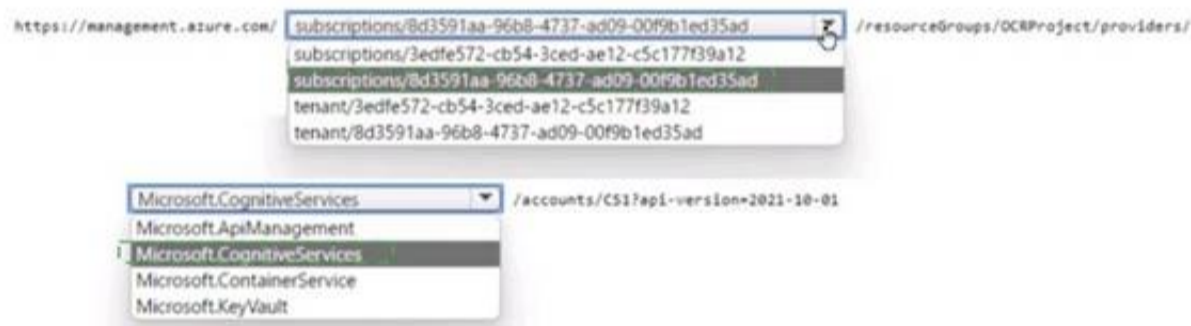 https://management.azure.com/ subscriptions/8d3591aa-96b8-4737-ad09-00f9b1ed35ad /resourceGroups/OCRProject/providers/
subscriptions/3edfe572-cb54-3ced-ae12-c5c177f39a12
subscriptions/8d3591aa-96b8-4737-ad09-00f9b1ed35ad
tenant/3edfe572-cb54-3ced-ae12-c5c177f39a12
tenant/8d3591aa-96b8-4737-ad09-00f9b1ed35ad
Microsoft.CognitiveServices /accounts/CS1?api-version=2021-10-01
Microsoft.ApiManagement
Microsoft.CognitiveServices
Microsoft.ContainerService
Microsoft.KeyVault